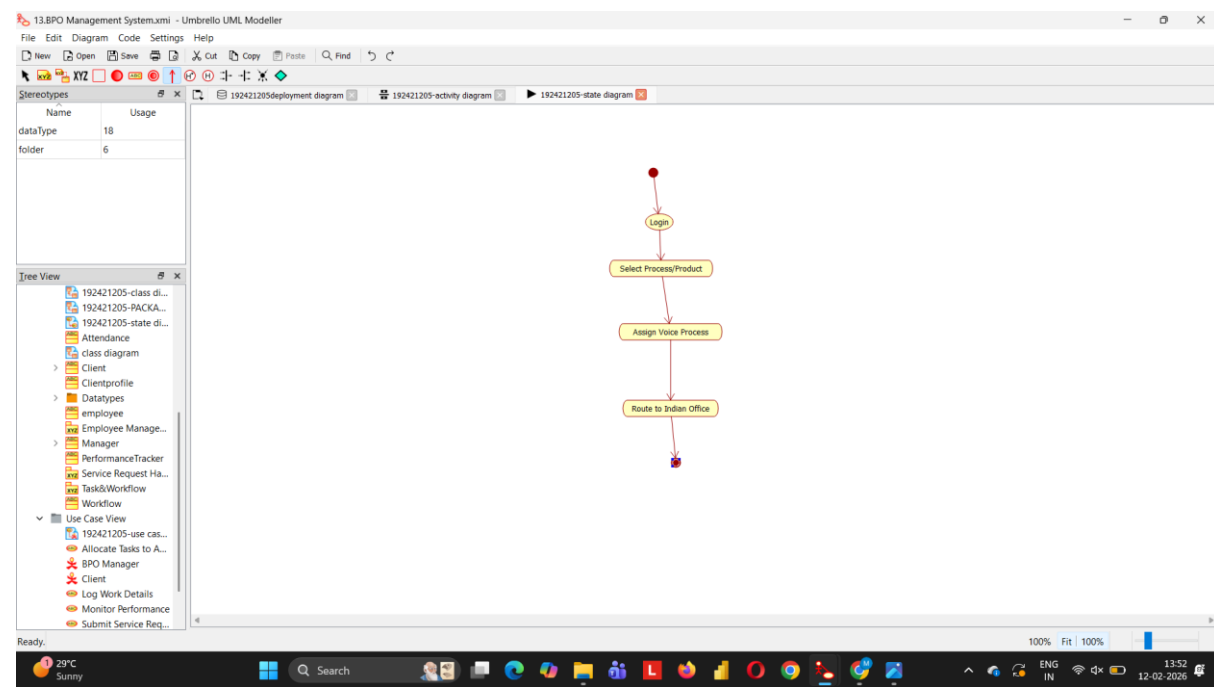 13.BPO Management System.xmi - Umbrello UML Modeller
File Edit Diagram Code Settings Help
New Open Save Cut Copy Paste Find
XYZ
Stereotypes
Name Usage
dataType 18
folder 6
192421205deployment diagram 192421205-activity diagram 192421205-state diagram
Login
Select Process/Product
Assign Voice Process
Route to Indian Office
Tree View
192421205-class di...
192421205-PACKA...
192421205-state di...
Attendance
class diagram
Client
Clientprofile
Datatypes
employee
Employee Manage...
Manager
PerformanceTracker
Service Request Ha...
Task&Workflow
Workflow
Use Case View
192421205-use cas...
Allocate Tasks to A...
BPO Manager
Client
Log Work Details
Monitor Performance
Submit Service Req...
Ready.
100% Fit 100%
1 29°C
Sunny
Search
ENG
IN
13:52
12-02-2026